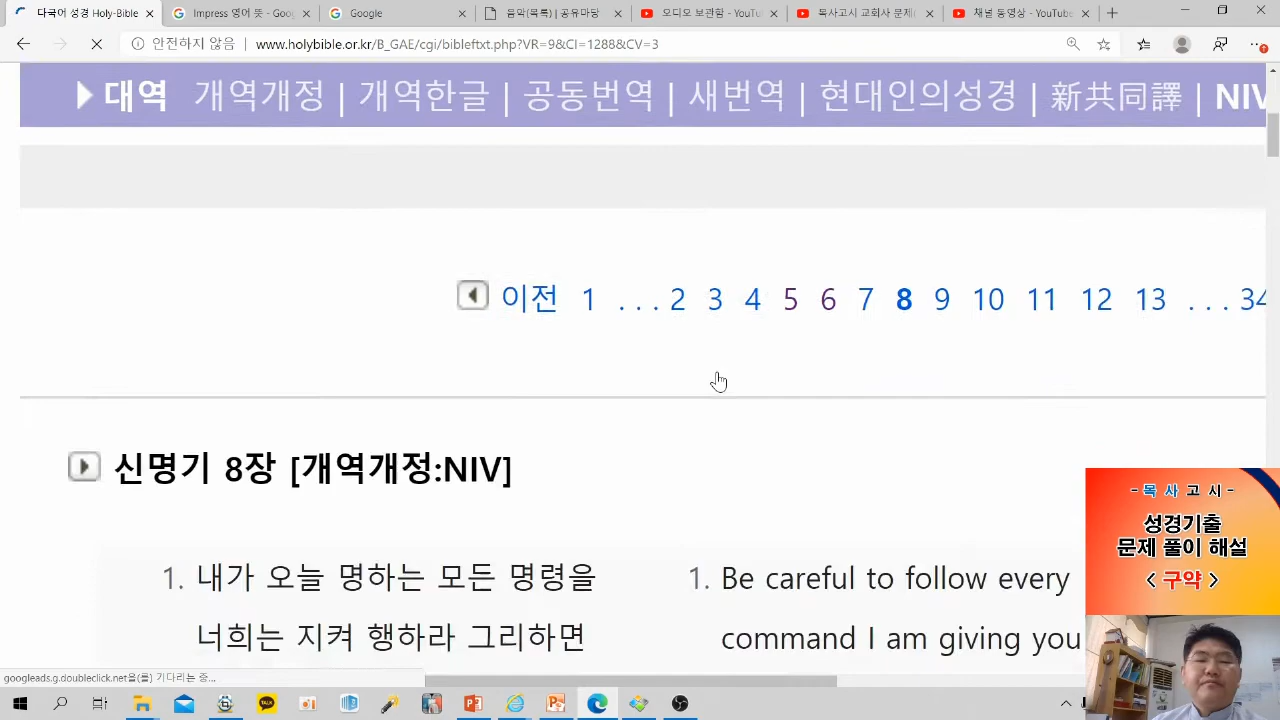 다국어 성경 Holy-Bible
Impress 영어 뜻 - Goo
Google
음악(목록) | 공유마당
오디오 보관함 - YouTu
목사고시 교회사 문제(
채널 동영상 - YouTube
안전하지 않음 | www.holybible.or.kr/B_GAE/cgi/bibleftxt.php?VR=9&CI=1288&CV=3
대역 개역개정 | 개역한글 | 공동번역 | 새번역 | 현대인의성경 | 新共同譯 | NIV
이전 1 . . . 2 3 4 5 6 7 8 9 10 11 12 13 . . . 34
신명기 8장 [개역개정:NIV]
1. 내가 오늘 명하는 모든 명령을
너희는 지켜 행하라 그리하면
1. Be careful to follow every
command I am giving you
- 목 사 고 시 -
성경기출
문제 풀이 해설
< 구약 >
googleads.g.doubleclick.net을(를) 기다리는 중...
TALK